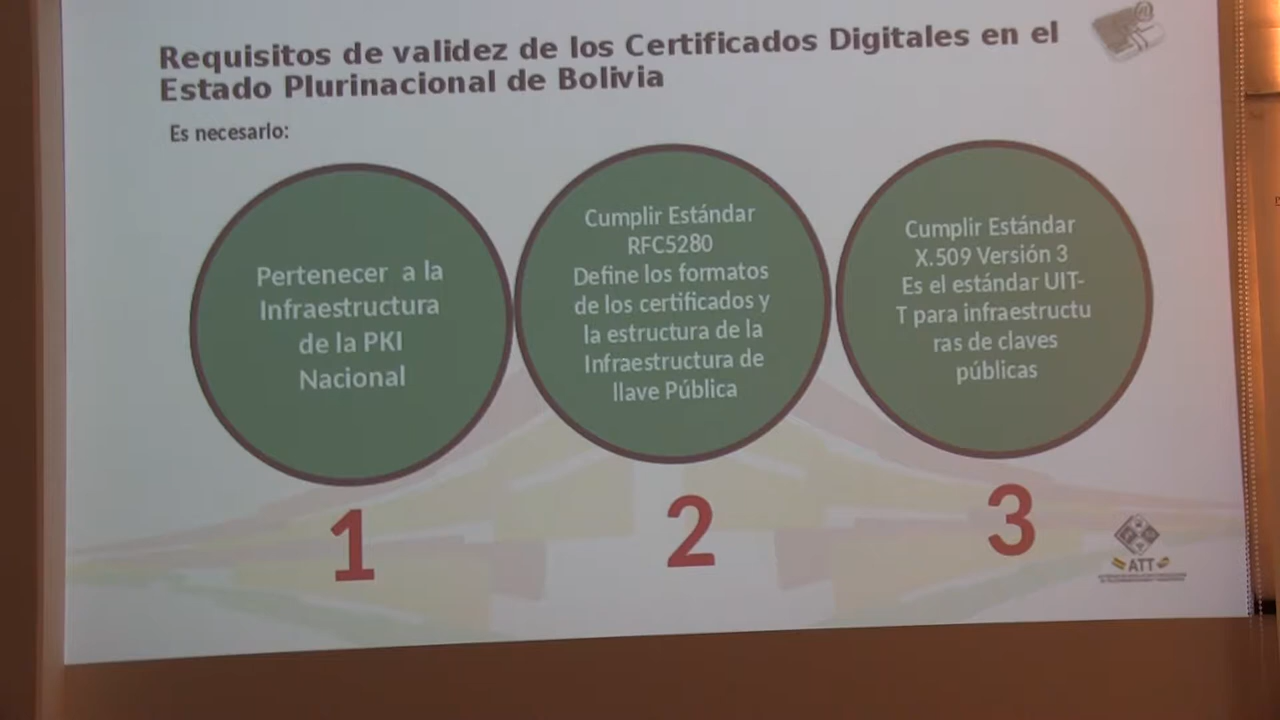 Requisitos de validez de los Certificados Digitales en el
Estado Plurinacional de Bolivia
Es necesario:
Pertenecer a la
Infraestructura
de la PKI
Nacional
1
Cumplir Estándar
RFC5280
Define los formatos
de los certificados y
la estructura de la
Infraestructura de
llave Pública
2
Cumplir Estándar
X.509 Versión 3
Es el estándar UIT-
T para infraestructu
ras de claves
públicas
3
ATT